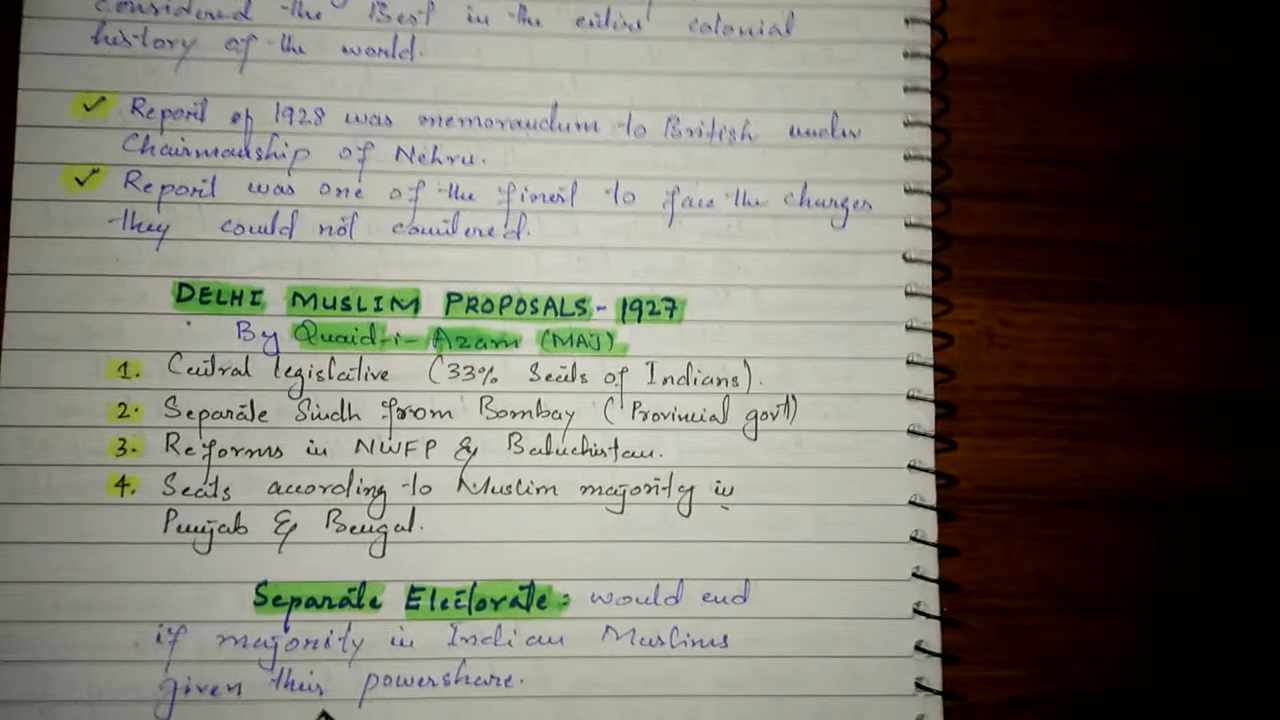 considered the Best in the entire colonial
history of the world.
✓ Report of 1928 was memorandum to British under
Chairmanship of Nehru.
✓ Report was one of the finest to face the charges
they could not countered.
DELHI MUSLIM PROPOSALS - 1927
By Quaid-i-Azam (MAJ)
1. Central legislative (33% Seats of Indians).
2. Separate Sindh from Bombay (Provincial govt)
3. Reforms in NWFP & Baluchistan.
4. Seats according to Muslim majority in
Punjab & Bengal.
Separate Electorate: would end
if majority in Indian Muslims
given their powershare.